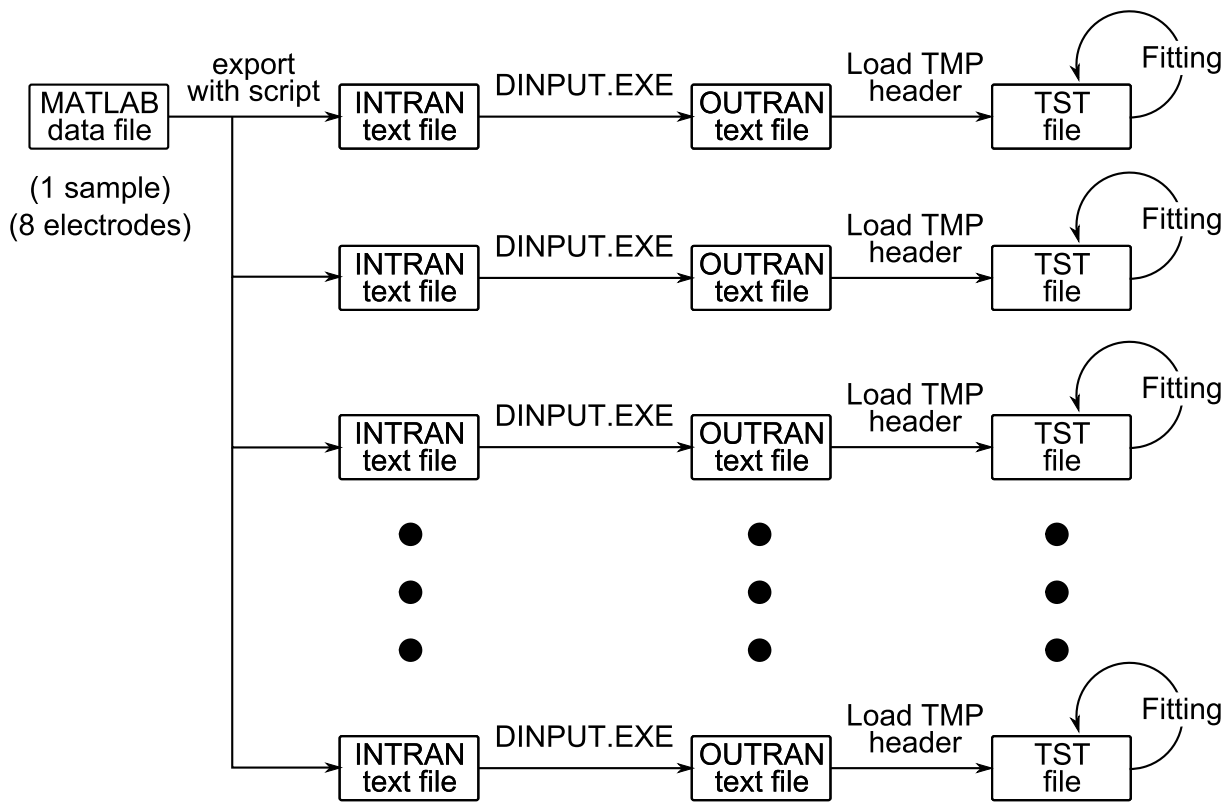 export
with script
MATLAB
data file
(1 sample)
(8 electrodes)
INTRAN
text file
DINPUT.EXE
OUTRAN
text file
Load TMP
header
TST
file
Fitting
INTRAN
text file
DINPUT.EXE
OUTRAN
text file
Load TMP
header
TST
file
Fitting
INTRAN
text file
DINPUT.EXE
OUTRAN
text file
Load TMP
header
TST
file
Fitting
INTRAN
text file
DINPUT.EXE
OUTRAN
text file
Load TMP
header
TST
file
Fitting